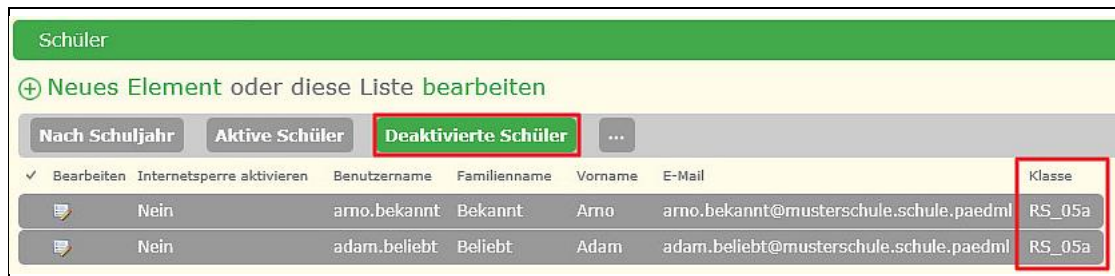 Schüler
Neues Element oder diese Liste bearbeiten
Nach Schuljahr Aktive Schüler Deaktivierte Schüler ...
Bearbeiten Internetsperre aktivieren Benutzername Familienname Vorname E-Mail Klasse
Nein arno.bekannt Bekannt Arno arno.bekannt@musterschule.schule.paedml RS_05a
Nein adam.beliebt Beliebt Adam adam.beliebt@musterschule.schule.paedml RS_05a